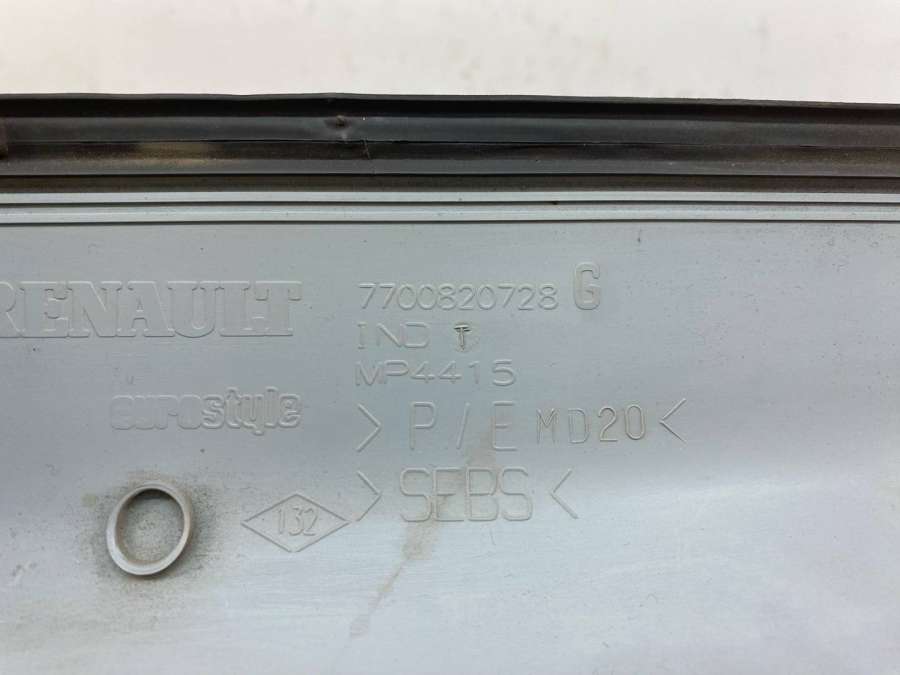 RENAULT
7700820728 G
IND T
MP4415
eurostyle
>P/E MD20<
>SEBS<
132